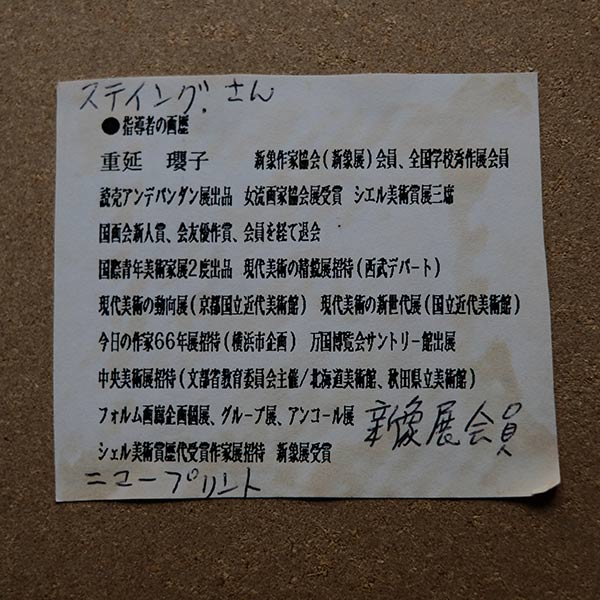 スティング.さん
●指導者の画歴
重延 瓔子 新象作家協会(新象展)会員、全国学校秀作展会員
読売アンデパンダン展出品 女流画家協会展受賞 シエル美術賞展三席
国画会新人賞、会友優作賞、会員を経て退会
国際青年美術家展2度出品 現代美術の精鋭展招待(西武デパート)
現代美術の動向展(京都国立近代美術館) 現代美術の新世代展(国立近代美術館)
今日の作家66年展招待(横浜市企画) 万国博覧会サントリー館出展
中央美術展招待(文部省教育委員会主催/北海道美術館、秋田県立美術館)
フォルム画廊企画個展、グループ展、アンコール展 新象展会員
シェル美術賞歴代受賞作家展招待 新象展受賞
ニュープリント